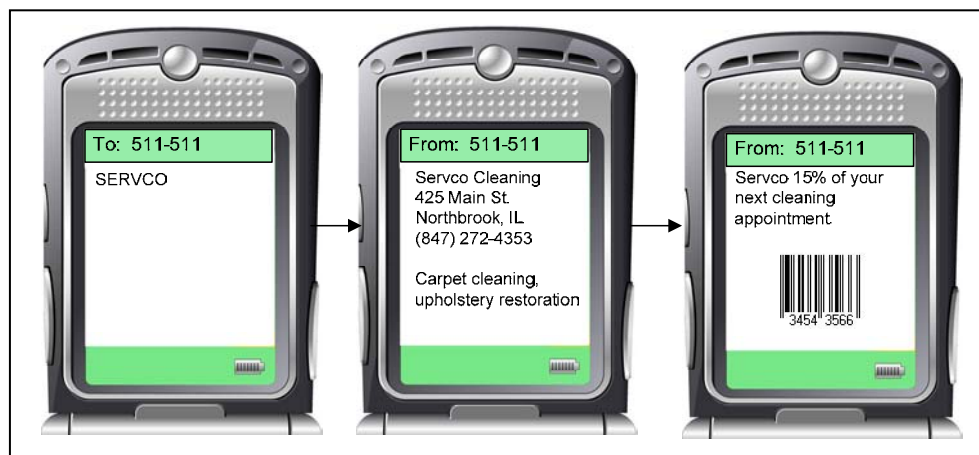 To: 511-511
SERVCO
From: 511-511
Servco Cleaning
425 Main St.
Northbrook, IL
(847) 272-4353
Carpet cleaning,
upholstery restoration
From: 511-511
Servco 15% of your
next cleaning
appointment.
3454 3566